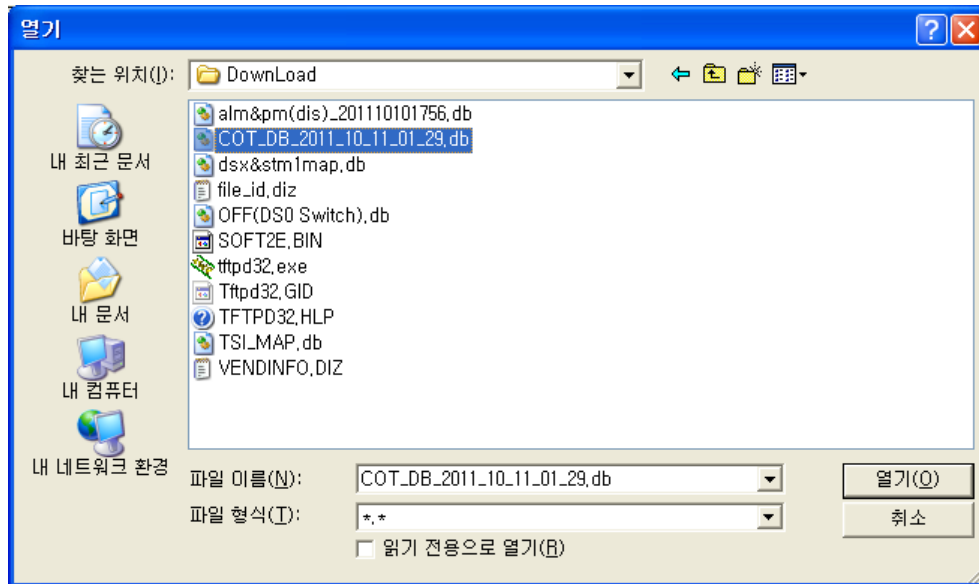 열기
찾는 위치(I):
DownLoad
내 최근 문서
바탕 화면
내 문서
내 컴퓨터
내 네트워크 환경
alm&pm(dis)_201110101756.db
COT_DB_2011_10_11_01_29.db
dsx&stm1map.db
file_id.diz
OFF(DS0 Switch).db
SOFT2E.BIN
tftpd32.exe
Tftpd32.GID
TFTPD32.HLP
TSI_MAP.db
VENDINFO.DIZ
파일 이름(N): COT_DB_2011_10_11_01_29.db 열기(O)
파일 형식(T): *.* 취소
읽기 전용으로 열기(R)